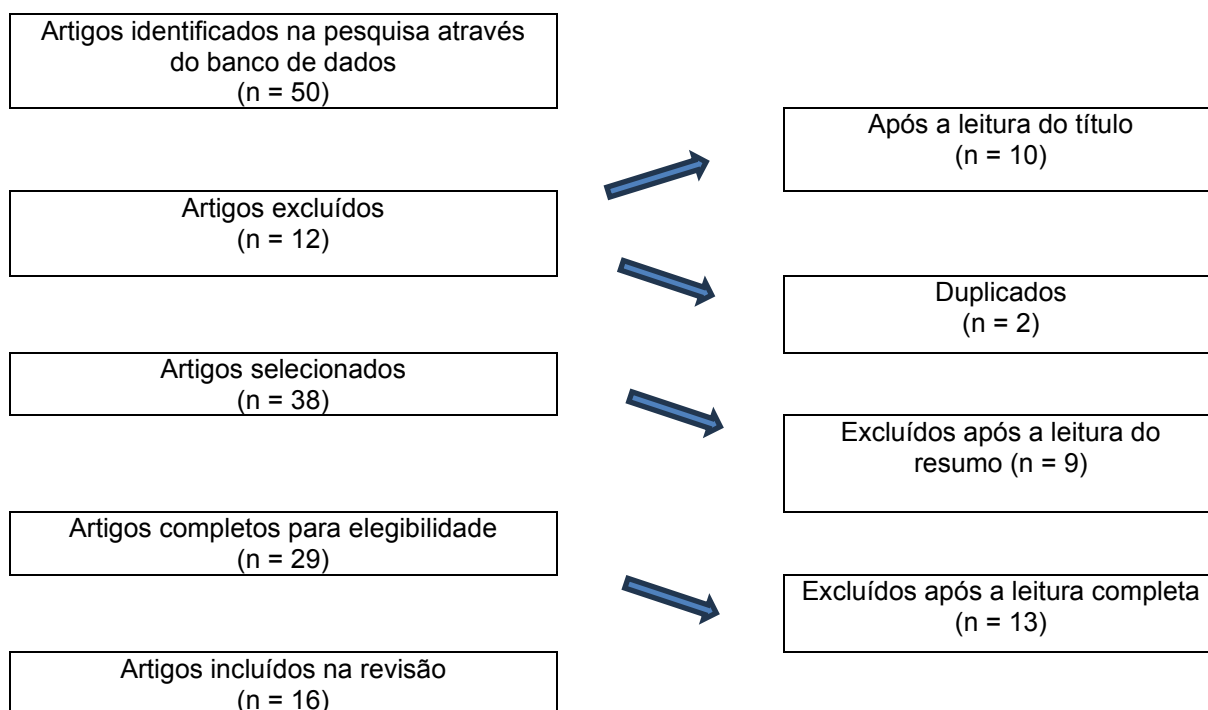 Artigos identificados na pesquisa através
do banco de dados
(n = 50)
Após a leitura do título
(n = 10)
Artigos excluídos
(n = 12)
Duplicados
(n = 2)
Artigos selecionados
(n = 38)
Excluídos após a leitura do
resumo (n = 9)
Artigos completos para elegibilidade
(n = 29)
Excluídos após a leitura completa
(n = 13)
Artigos incluídos na revisão
(n = 16)